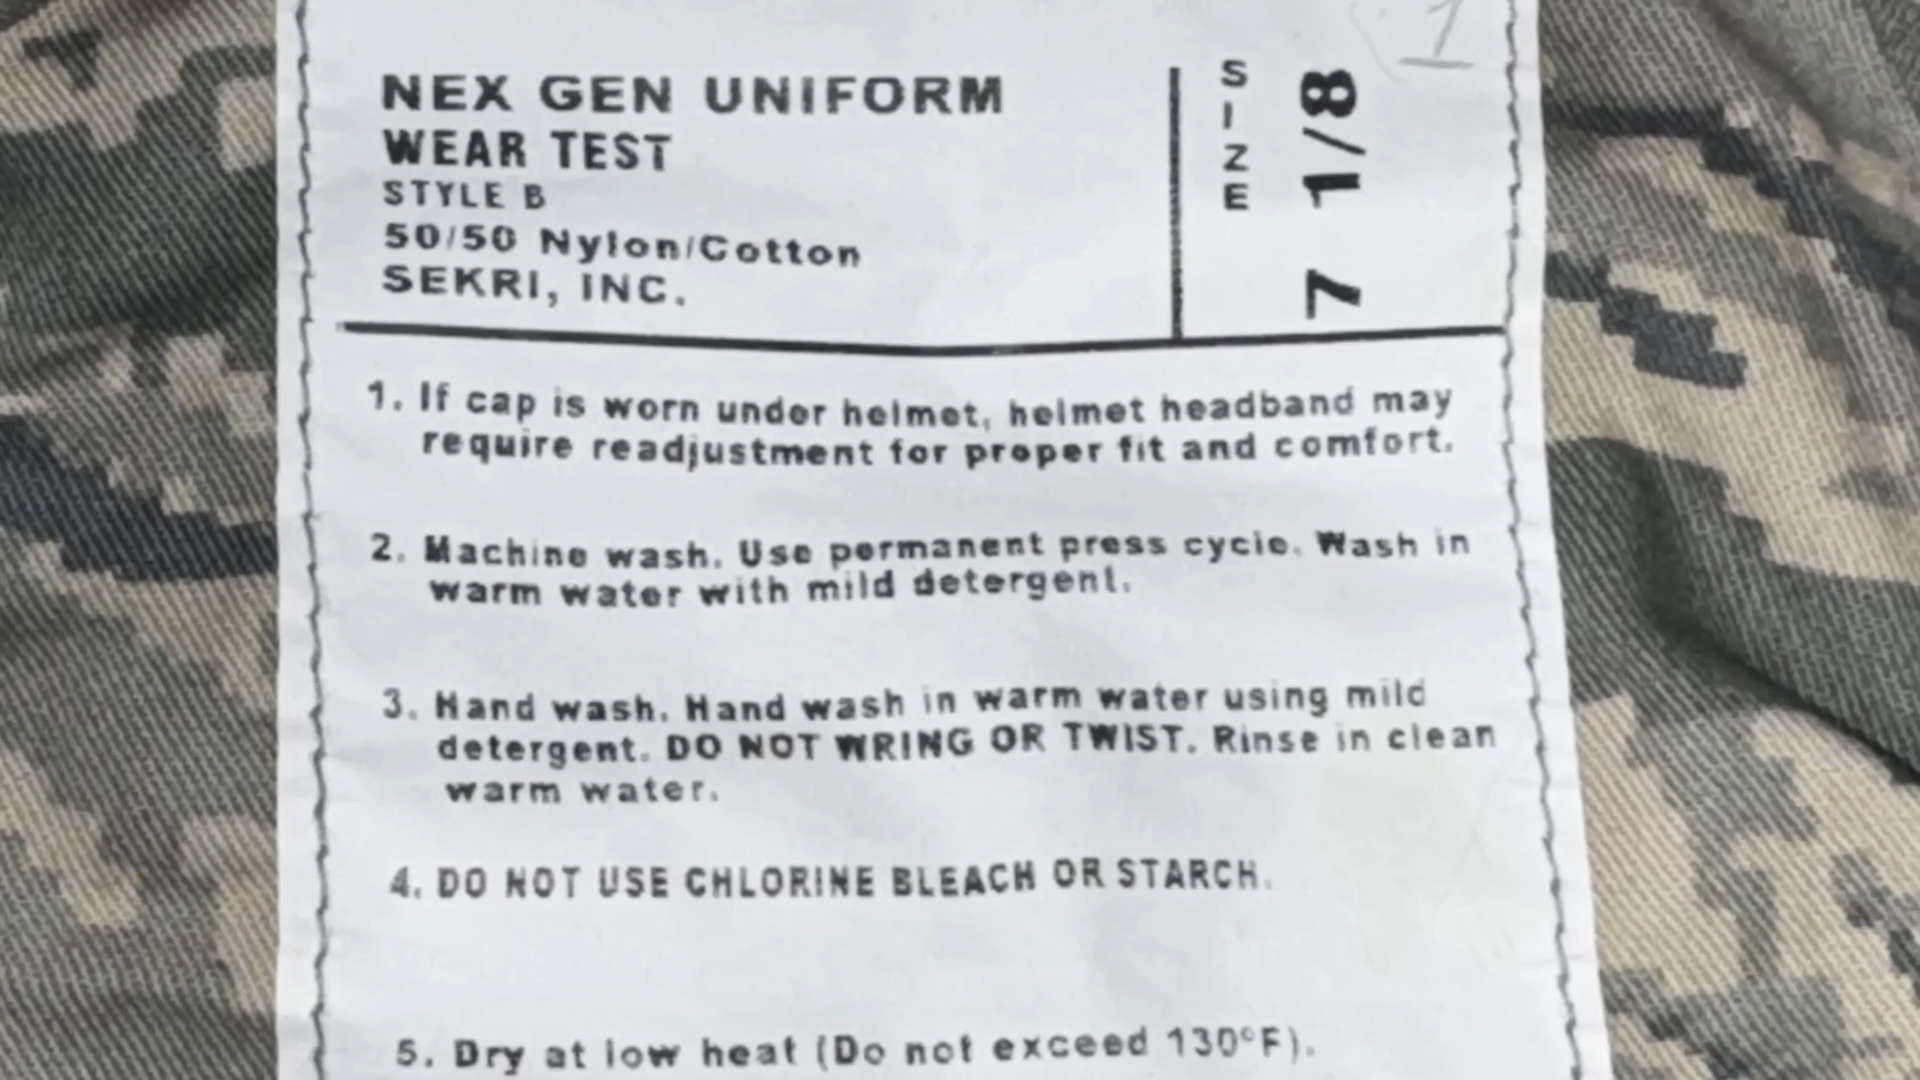 1
NEX GEN UNIFORM
WEAR TEST
STYLE B
50/50 Nylon/Cotton
SEKRI, INC.
SIZE
7 1/8
1. If cap is worn under helmet, helmet headband may
require readjustment for proper fit and comfort.
2. Machine wash. Use permanent press cycle. Wash in
warm water with mild detergent.
3. Hand wash. Hand wash in warm water using mild
detergent. DO NOT WRING OR TWIST. Rinse in clean
warm water.
4. DO NOT USE CHLORINE BLEACH OR STARCH.
5. Dry at low heat (Do not exceed 130°F).